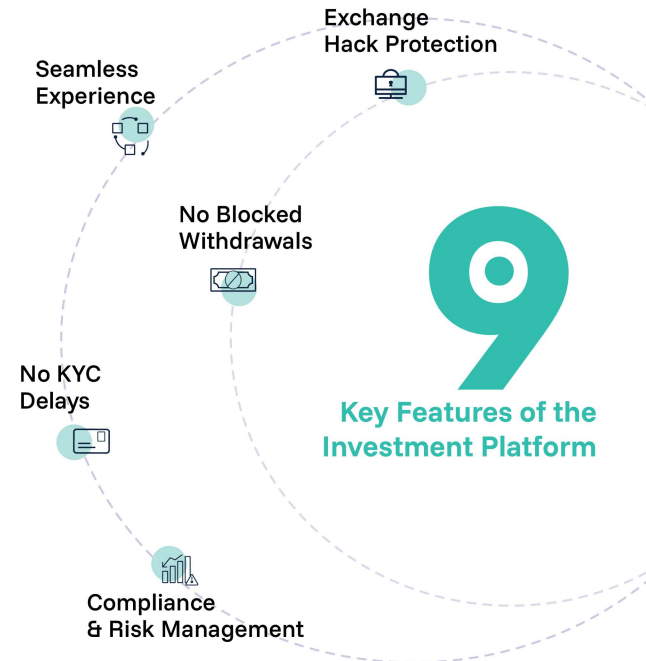 Exchange
Hack Protection
Seamless
Experience
No Blocked
Withdrawals
9
Key Features of the
Investment Platform
No KYC
Delays
Compliance
& Risk Management